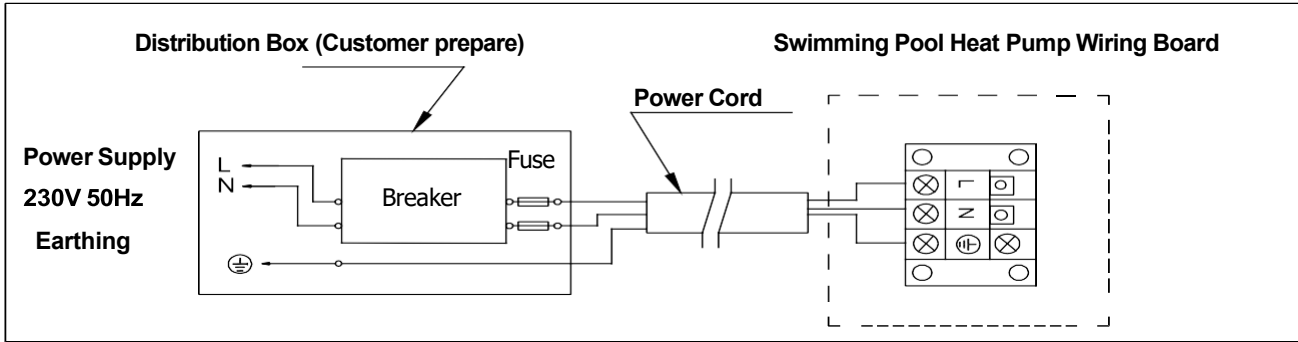 Distribution Box (Customer prepare)
Swimming Pool Heat Pump Wiring Board
Power Cord
Power Supply
230V 50Hz
Earthing
L
N
Breaker
Fuse
L
N